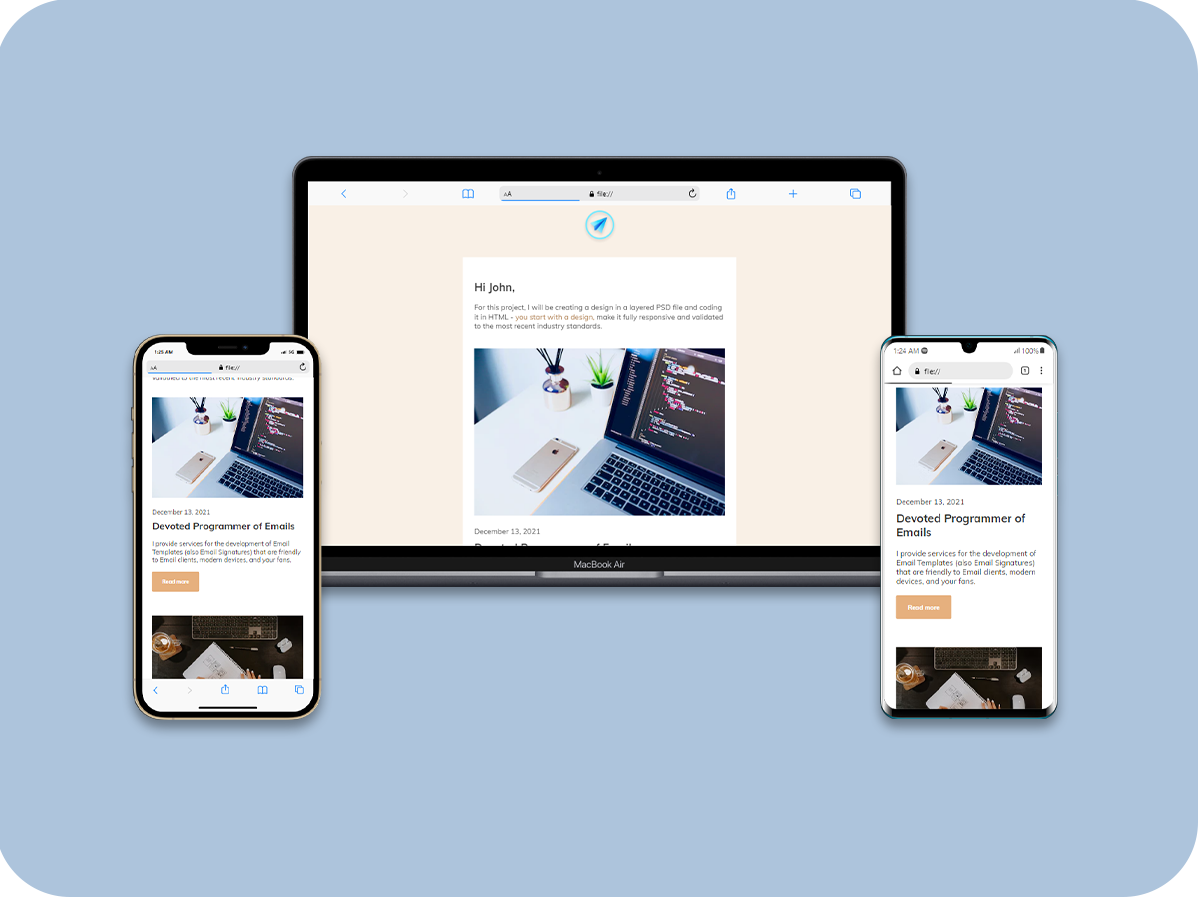 AA
file://
Hi John,
For this project, I will be creating a design in a layered PSD file and coding
it in HTML - you start with a design, make it fully responsive and validated
to the most recent industry standards.
December 13, 2021
MacBook Air
1:25 AM
5G
AA
file://
validated to the most recent industry standards.
December 13, 2021
Devoted Programmer of Emails
I provide services for the development of Email
Templates (also Email Signatures) that are friendly
to Email clients, modern devices, and your fans.
Read more
1:24 AM
100%
file://
December 13, 2021
Devoted Programmer of
Emails
I provide services for the development of
Email Templates (also Email Signatures)
that are friendly to Email clients, modern
devices, and your fans.
Read more